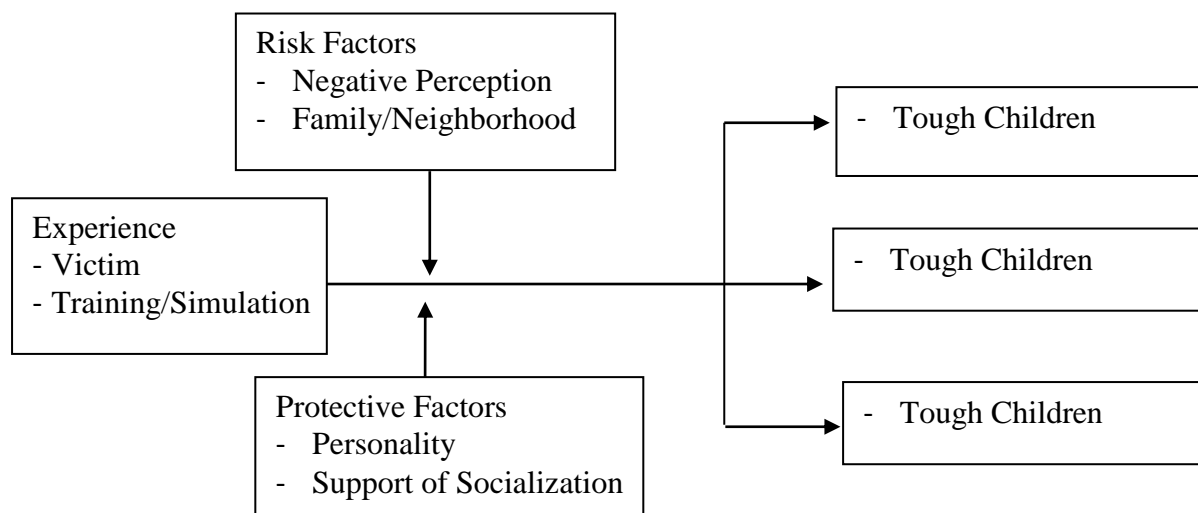 Risk Factors
- Negative Perception
- Family/Neighborhood
Experience
- Victim
- Training/Simulation
Protective Factors
- Personality
- Support of Socialization
- Tough Children
- Tough Children
- Tough Children